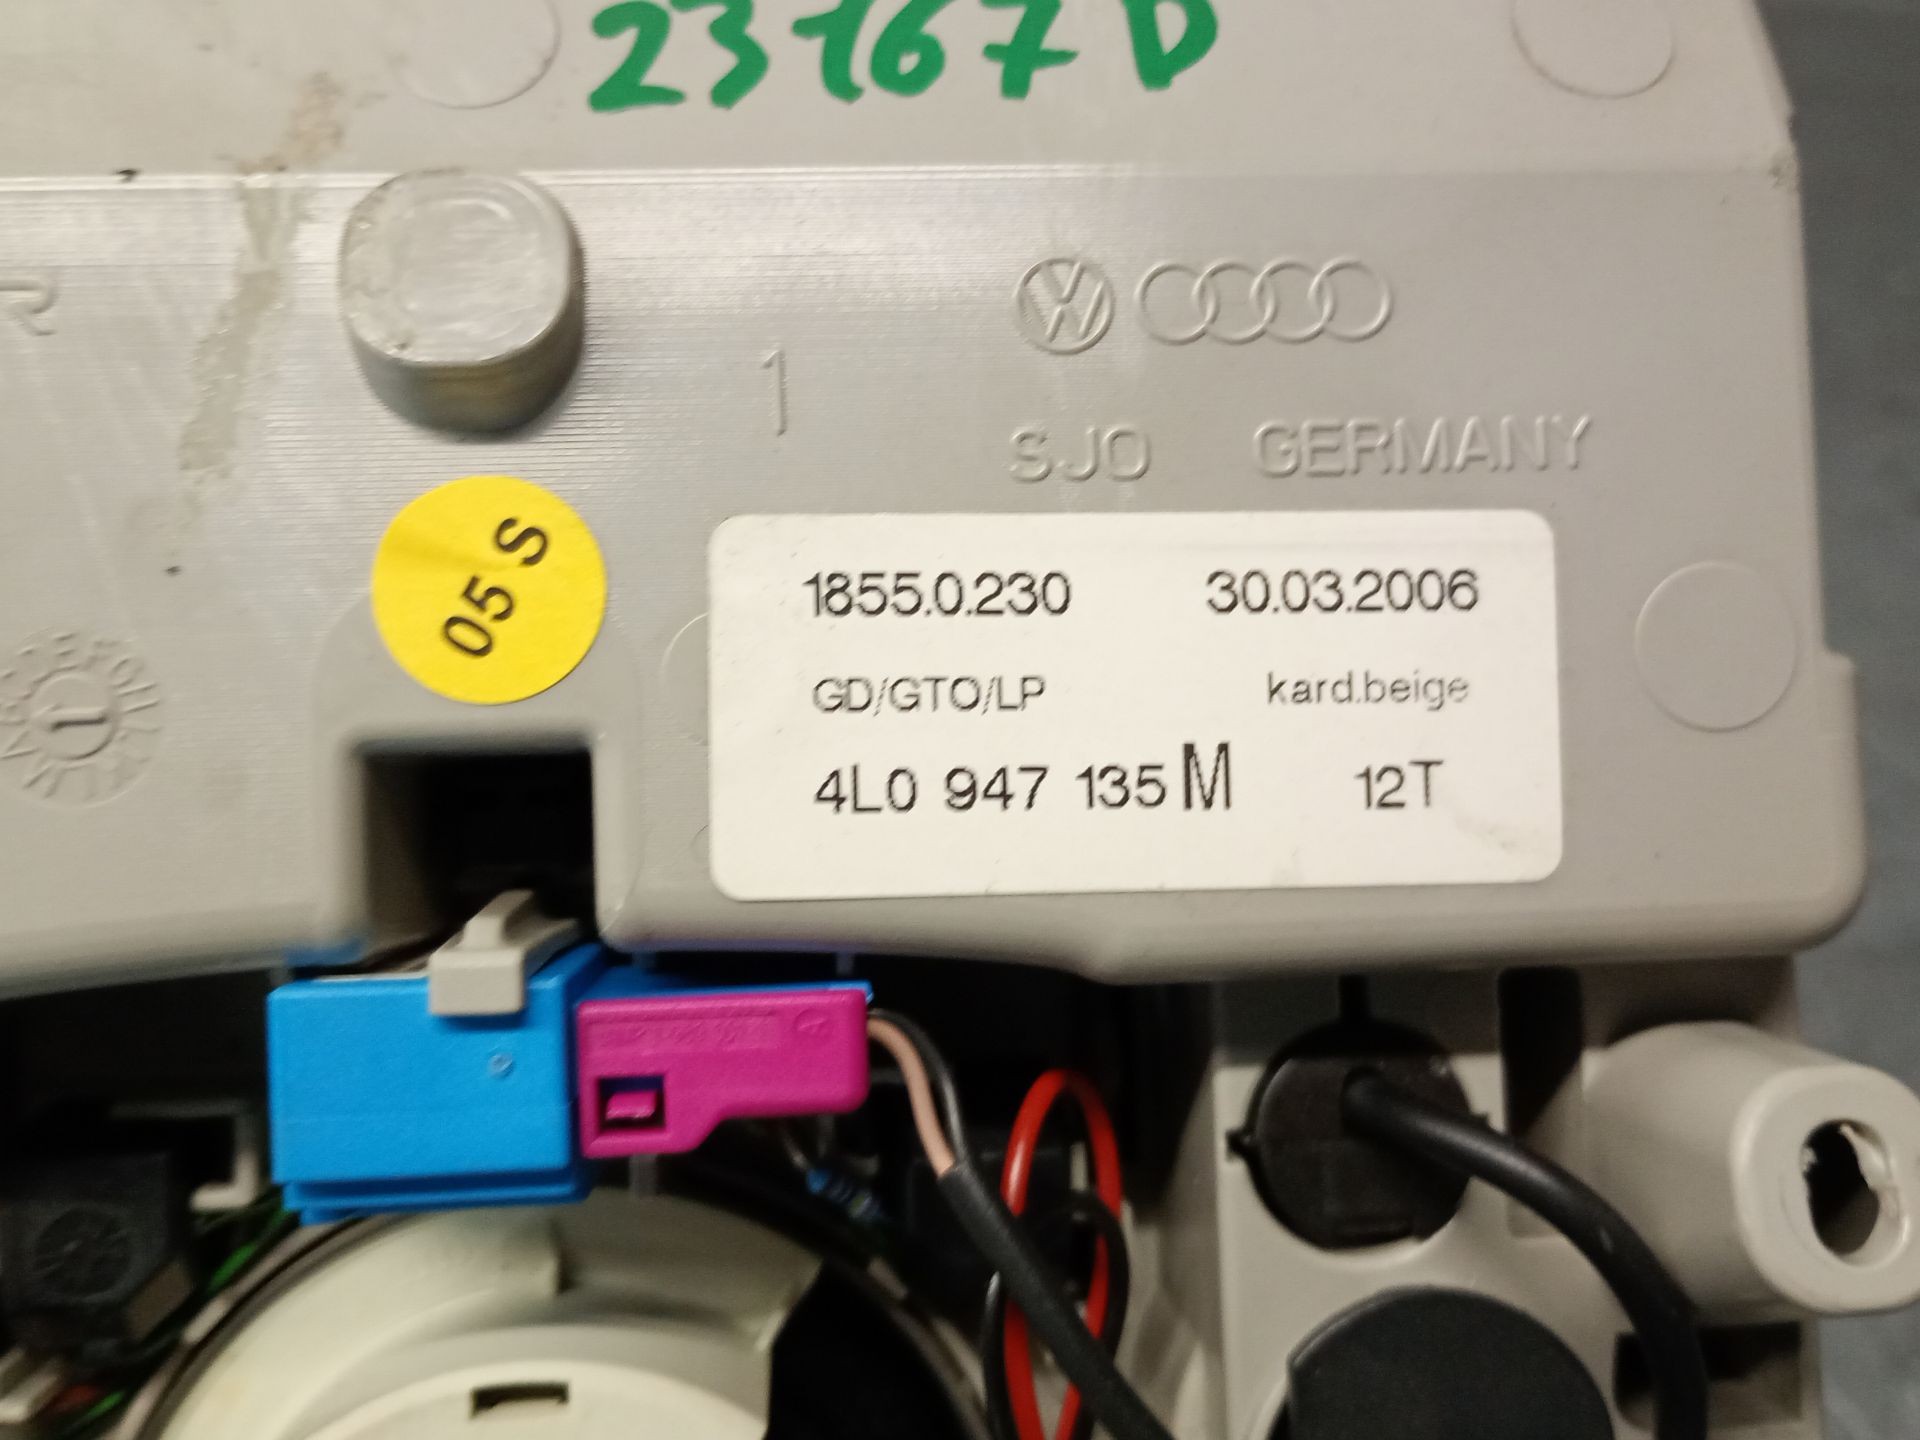 23167D
R
1
SJO GERMANY
05 S
1855.0.230 30.03.2006
GD/GTO/LP kard.beige
4L0 947 135 M 12T
1